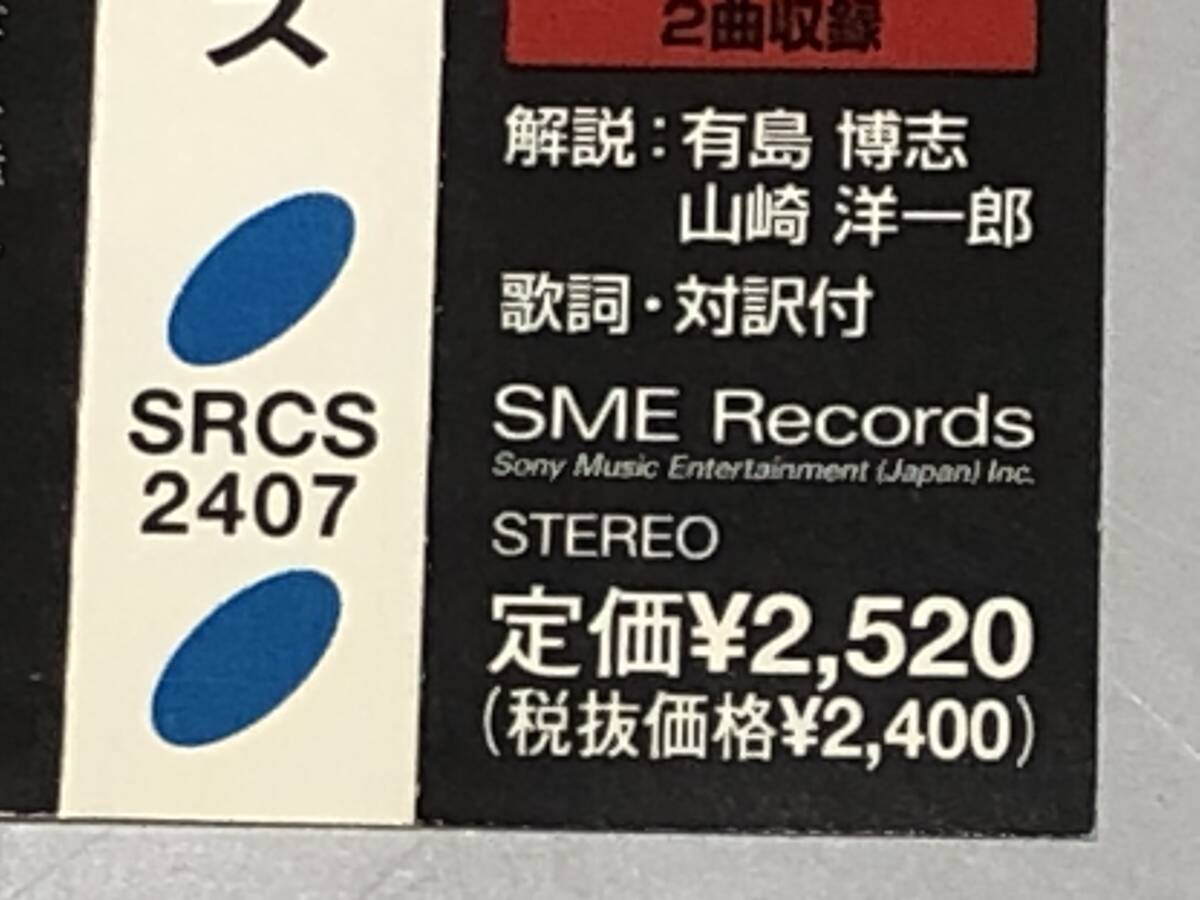 ス
SRCS
2407
2曲収録
解説:有島 博志
山崎 洋一郎
歌詞・対訳付
SME Records
Sony Music Entertainment (Japan) Inc.
STEREO
定価¥2,520
(税抜価格¥2,400)